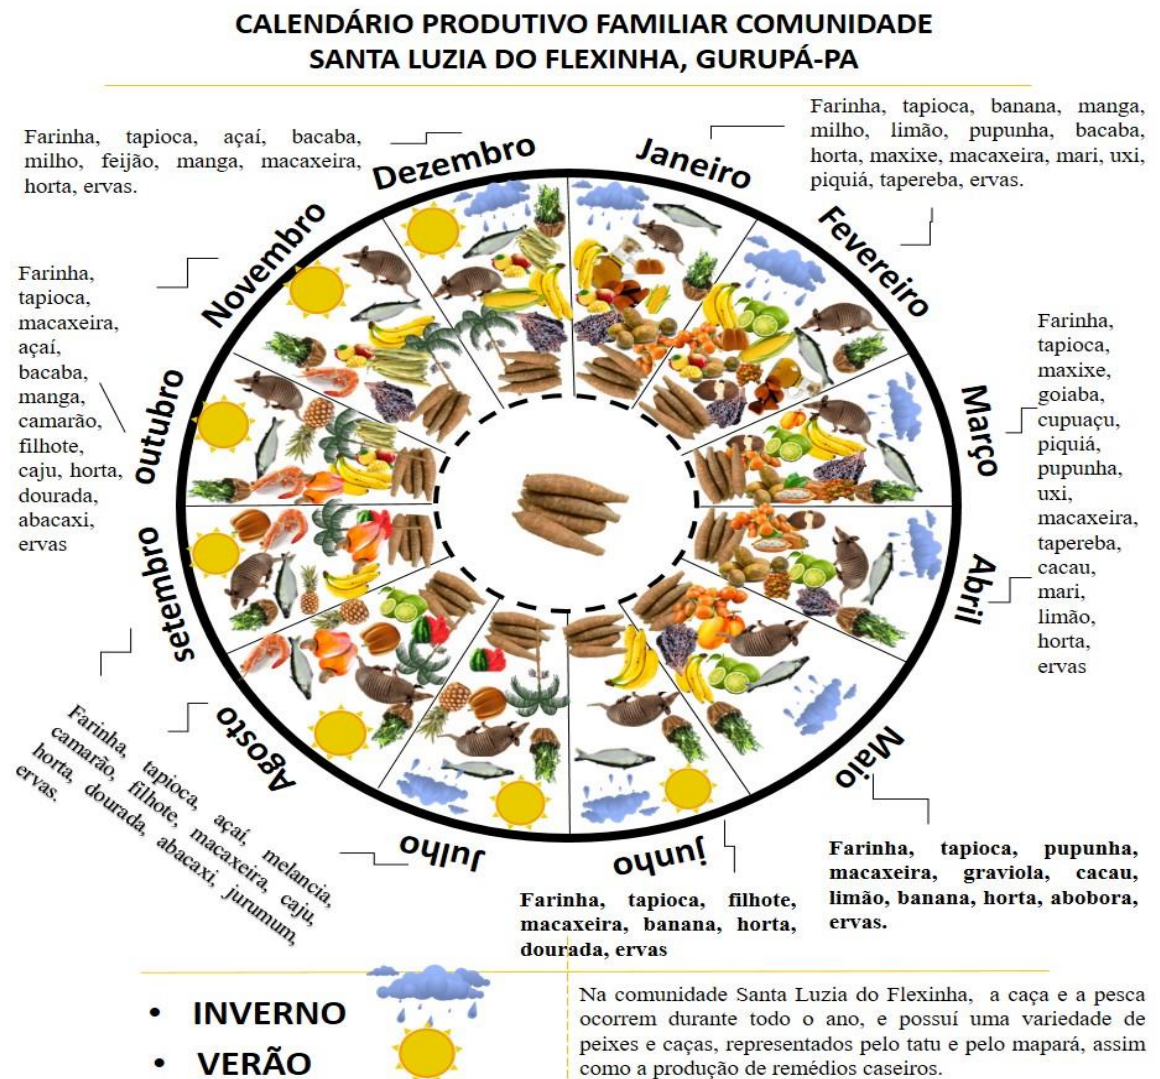 CALENDÁRIO PRODUTIVO FAMILIAR COMUNIDADE
SANTA LUZIA DO FLEXINHA, GURUPÁ-PA
Farinha, tapioca, açaí, bacaba,
milho, feijão, manga, macaxeira,
horta, ervas.
Dezembro
Janeiro
Farinha, tapioca, banana, manga,
milho, limão, pupunha, bacaba,
horta, maxixe, macaxeira, mari, uxi,
piquiá, tapereba, ervas.
Fevereiro
Março
Farinha,
tapioca,
maxixe,
goiaba,
cupuaçu,
piquiá,
pupunha,
uxi,
macaxeira,
tapereba,
cacau,
mari,
limão,
horta,
ervas
Abril
Maio
Farinha, tapioca, pupunha,
macaxeira, graviola, cacau,
limão, banana, horta, abobora,
ervas.
junho
Farinha, tapioca, filhote,
macaxeira, banana, horta,
dourada, ervas
Julho
Agosto
setembro
Farinha, tapioca, açaí, melancia,
camarão, filhote, macaxeira, caju,
horta, dourada, abacaxi, jurumum,
ervas.
outubro
Novembro
Farinha,
tapioca,
macaxeira,
açaí,
bacaba,
manga,
camarão,
filhote,
caju, horta,
dourada,
abacaxi,
ervas
• INVERNO
• VERÃO
Na comunidade Santa Luzia do Flexinha, a caça e a pesca
ocorrem durante todo o ano, e possuí uma variedade de
peixes e caças, representados pelo tatu e pelo mapará, assim
como a produção de remédios caseiros.